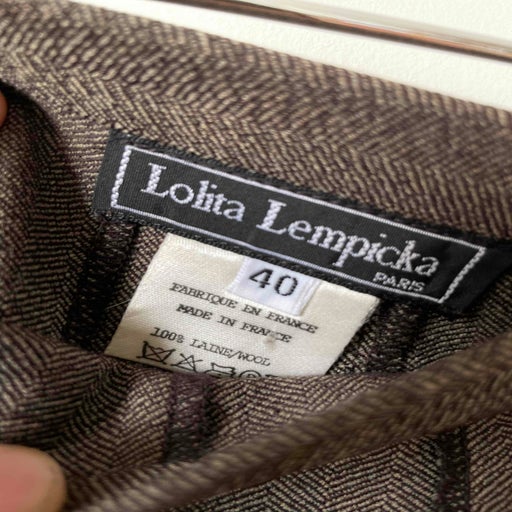 Lolita Lempicka
PARIS
40
FABRIQUE EN FRANCE
MADE IN FRANCE
100% LAINE/WOOL